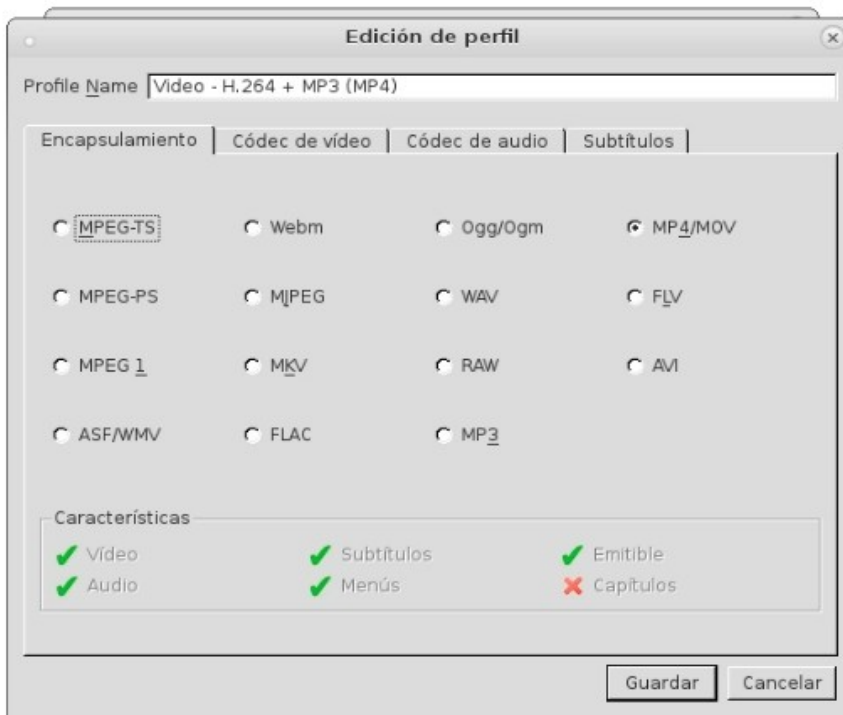 Edición de perfil
Profile Name Video - H.264 + MP3 (MP4)
Encapsulamiento Códec de vídeo Códec de audio Subtítulos
MPEG-TS Webm Ogg/Ogm MP4/MOV
MPEG-PS MJPEG WAV FLV
MPEG 1 MKV RAW AVI
ASF/WMV FLAC MP3
Características
Vídeo Subtítulos Emitible
Audio Menús Capítulos
Guardar Cancelar